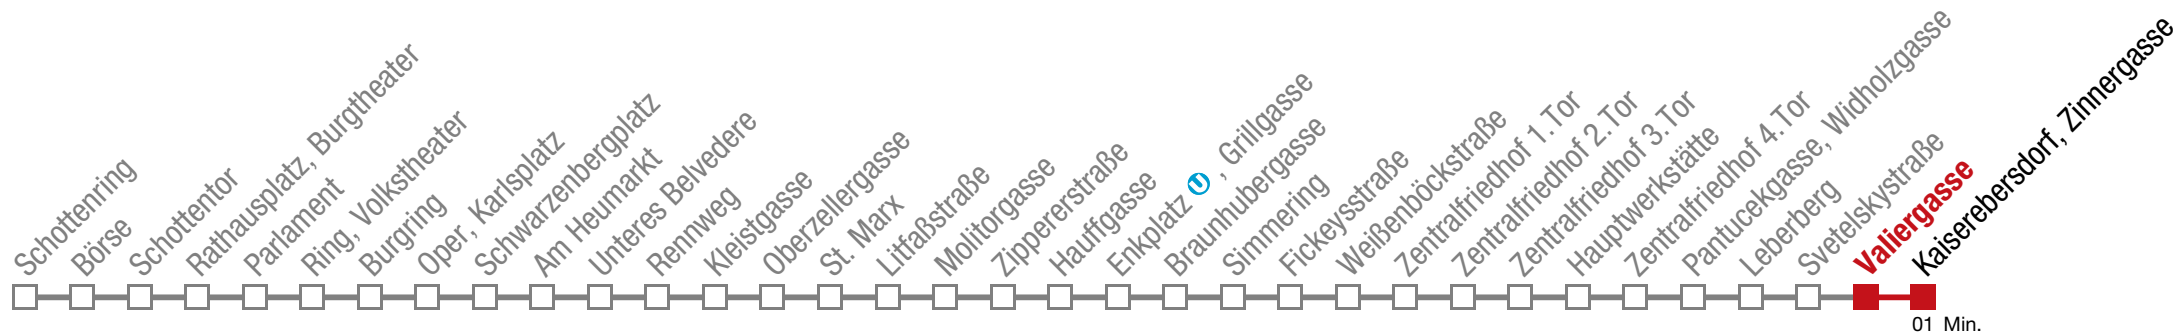 Schottenring
Börse
Schottentor
Rathausplatz, Burgtheater
Parlament
Ring, Volkstheater
Burgring
Oper, Karlsplatz
Schwarzenbergplatz
Am Heumarkt
Unteres Belvedere
Rennweg
Kleistgasse
Oberzellergasse
St. Marx
Litfaßstraße
Molitorgasse
Zippererstraße
Hauffgasse
Enkplatz U, Grillgasse
Braunhubergasse
Simmering
Fickeysstraße
Weißenböckstraße
Zentralfriedhof 1.Tor
Zentralfriedhof 2.Tor
Zentralfriedhof 3.Tor
Hauptwerkstätte
Zentralfriedhof 4.Tor
Pantucekgasse, Widholzgasse
Leberberg
Svetelskystraße
Valiergasse
Kaiserebersdorf, Zinnergasse
01 Min.